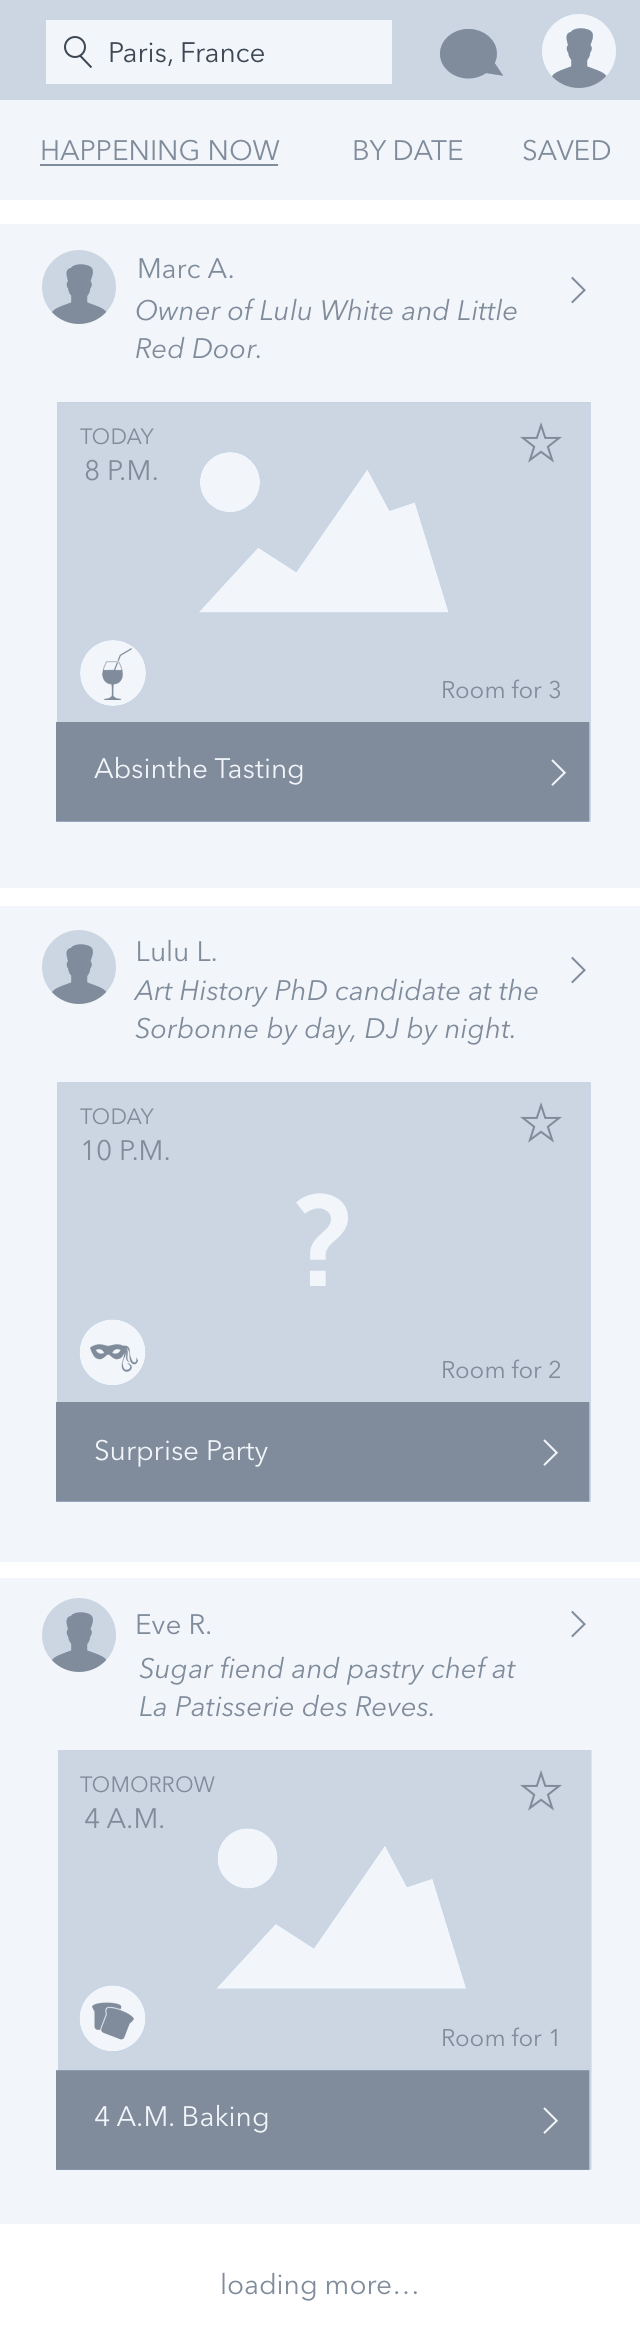 Paris, France
HAPPENING NOW BY DATE SAVED
Marc A.
Owner of Lulu White and Little
Red Door.
TODAY
8 P.M.
Room for 3
Absinthe Tasting
Lulu L.
Art History PhD candidate at the
Sorbonne by day, DJ by night.
TODAY
10 P.M.
?
Room for 2
Surprise Party
Eve R.
Sugar fiend and pastry chef at
La Patisserie des Reves.
TOMORROW
4 A.M.
Room for 1
4 A.M. Baking
loading more...